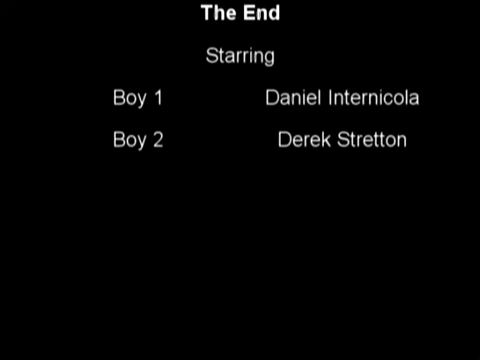 The End
Starring
Boy 1 Daniel Internicola
Boy 2 Derek Stretton